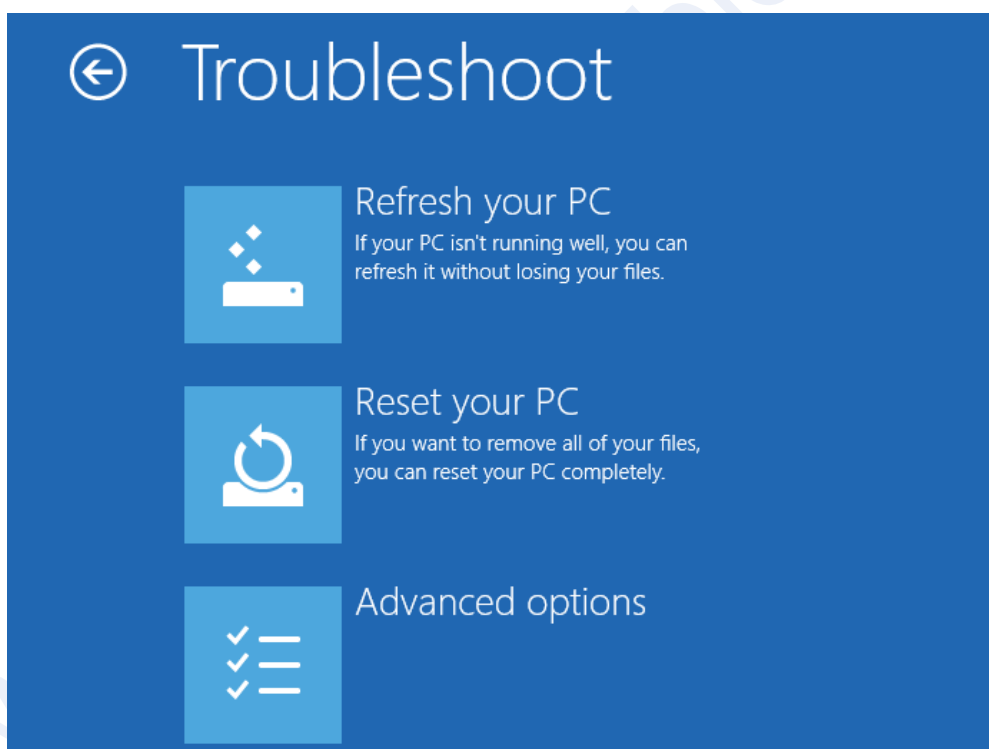 Troubleshoot
Refresh your PC
If your PC isn't running well, you can
refresh it without losing your files.
Reset your PC
If you want to remove all of your files,
you can reset your PC completely.
Advanced options